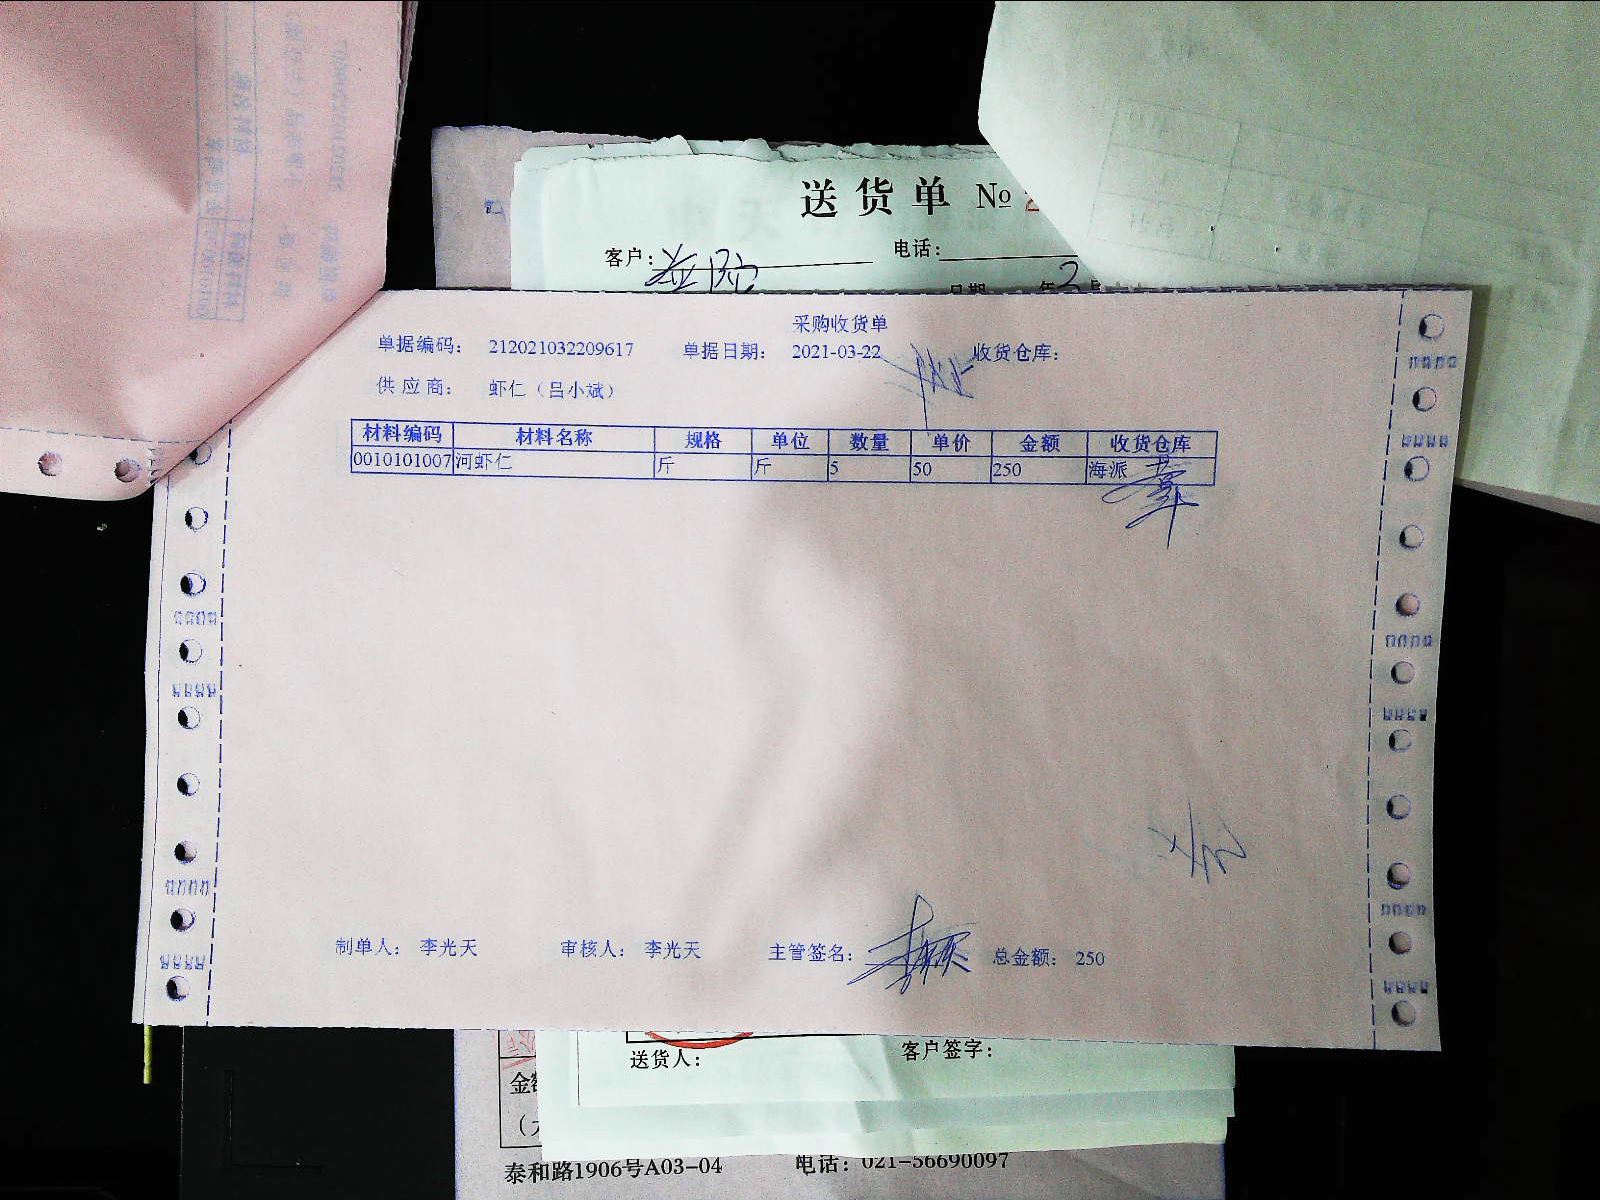 送货单 №
客户： 电话：
日期 年
采购收货单
单据编码： 212021032209617 单据日期： 2021-03-22 收货仓库：
供应商： 虾仁（吕小斌）
材料编码 材料名称 规格 单位 数量 单价 金额 收货仓库
0010101007 河虾仁 斤 斤 5 50 250 海派
制单人： 李光天 审核人： 李光天 主管签名： 总金额： 250
送货人： 客户签字：
金额
泰和路1906号A03-04 电话：021-56690097